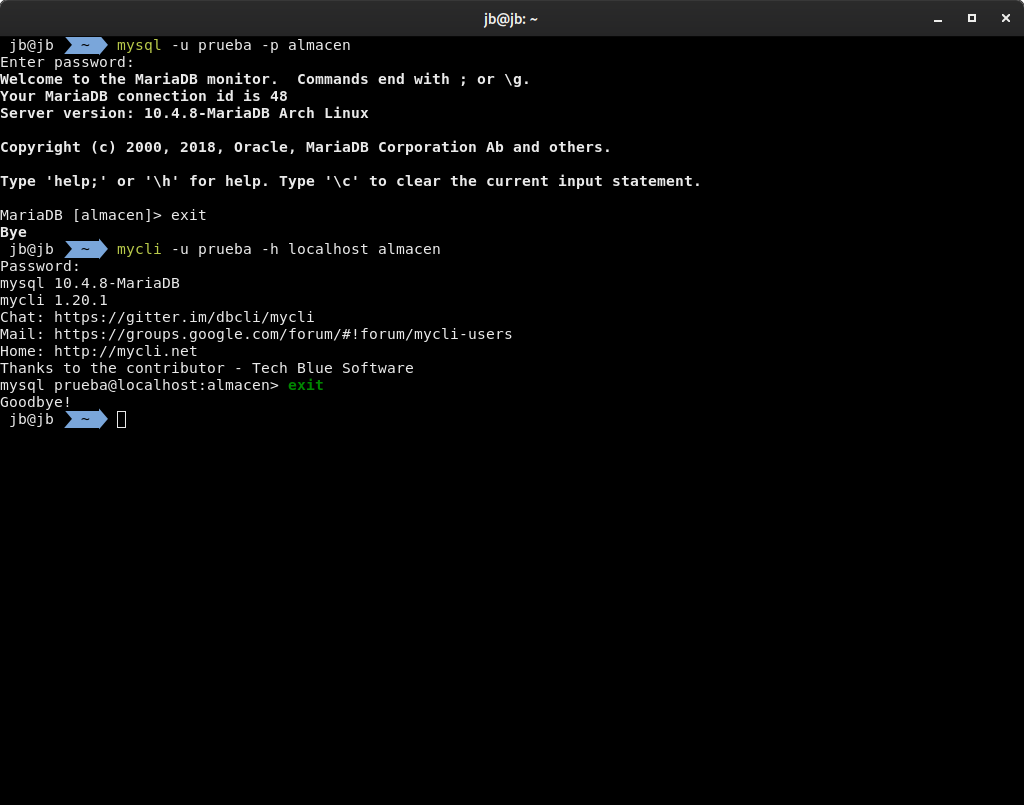 jb@jb: ~
jb@jb ~ mysql -u prueba -p almacen
Enter password:
Welcome to the MariaDB monitor.  Commands end with ; or \g.
Your MariaDB connection id is 48
Server version: 10.4.8-MariaDB Arch Linux
Copyright (c) 2000, 2018, Oracle, MariaDB Corporation Ab and others.
Type 'help;' or '\h' for help. Type '\c' to clear the current input statement.
MariaDB [almacen]> exit
Bye
jb@jb ~ mycli -u prueba -h localhost almacen
Password:
mysql 10.4.8-MariaDB
mycli 1.20.1
Chat: https://gitter.im/dbcli/mycli
Mail: https://groups.google.com/forum/#!forum/mycli-users
Home: http://mycli.net
Thanks to the contributor - Tech Blue Software
mysql prueba@localhost:almacen> exit
Goodbye!
jb@jb ~